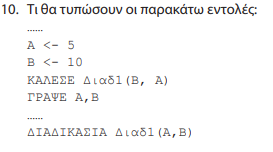 10. Τι θα τυπώσουν οι παρακάτω εντολές:
......
Α <- 5
Β <- 10
ΚΑΛΕΣΕ Διαδ1(Β, Α)
ΓΡΑΨΕ Α,Β
......
ΔΙΑΔΙΚΑΣΙΑ Διαδ1(Α,Β)